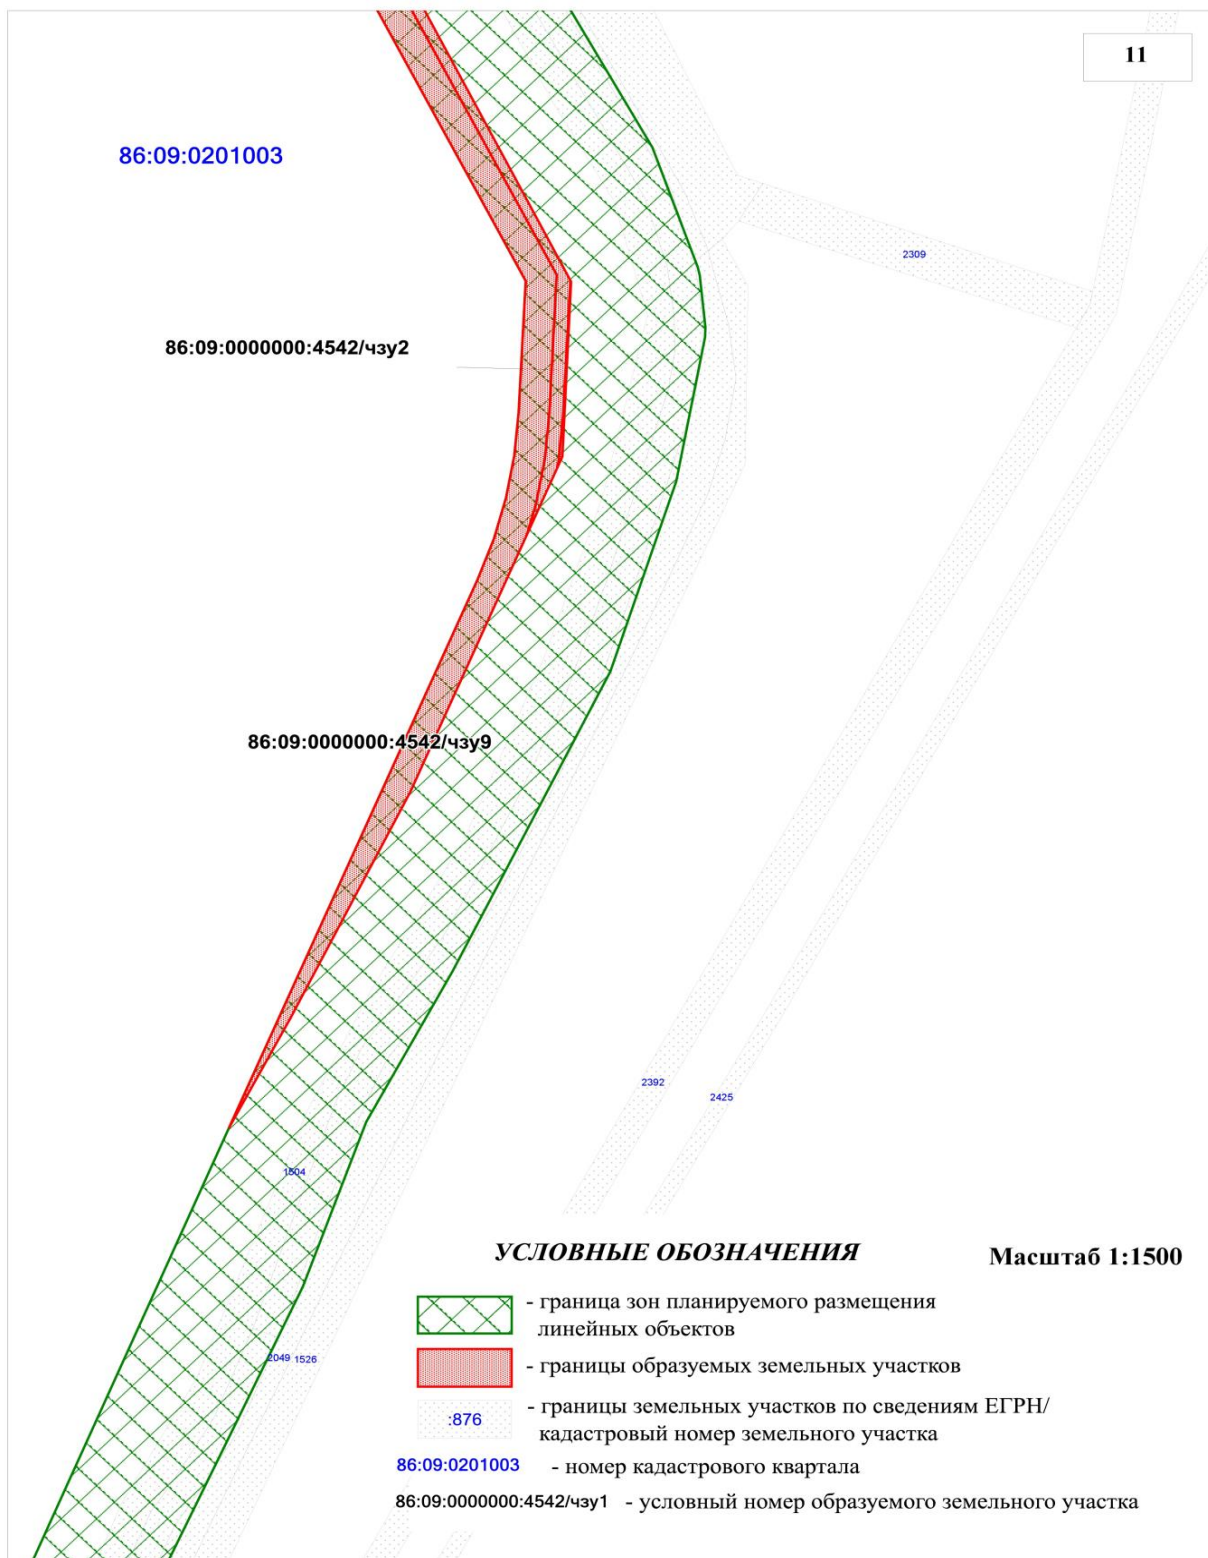 11
86:09:0201003
2309
86:09:0000000:4542/чзу2
86:09:0000000:4542/чзу9
2392
2425
1504
2049 1526
УСЛОВНЫЕ ОБОЗНАЧЕНИЯ
Масштаб 1:1500
- граница зон планируемого размещения
линейных объектов
- границы образуемых земельных участков
:876
- границы земельных участков по сведениям ЕГРН/
кадастровый номер земельного участка
86:09:0201003 - номер кадастрового квартала
86:09:0000000:4542/чзу1 - условный номер образуемого земельного участка